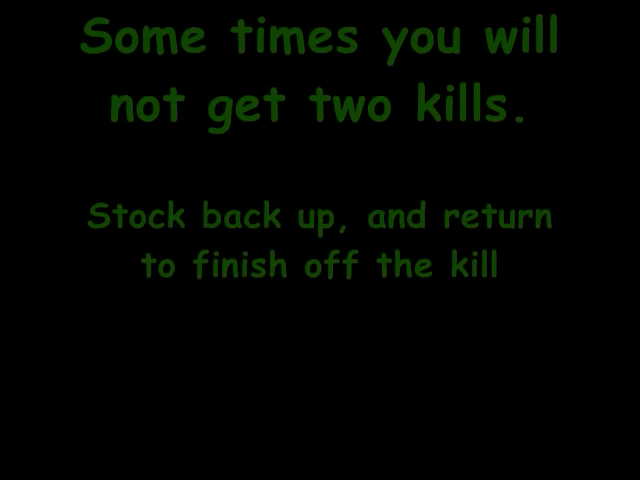 Some times you will
not get two kills.
Stock back up, and return
to finish off the kill